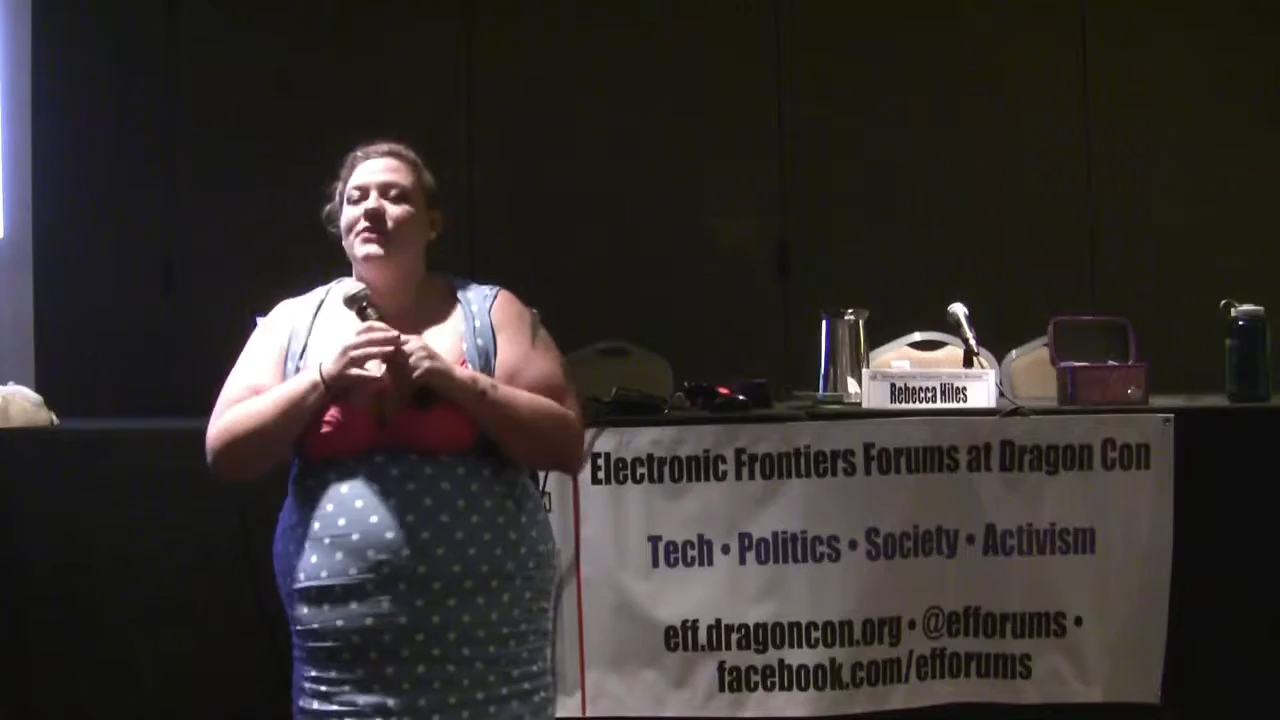 Rebecca Hiles
Electronic Frontiers Forums at Dragon Con
Tech • Politics • Society • Activism
eff.dragoncon.org • @efforums •
facebook.com/efforums